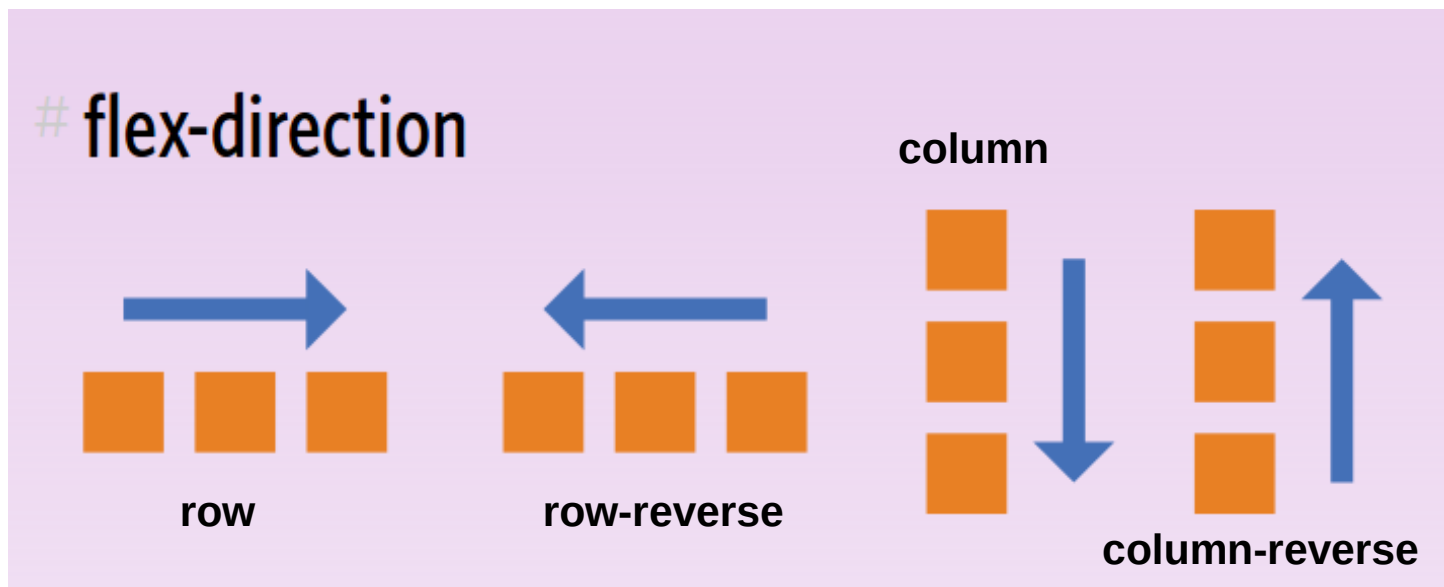 # flex-direction
column
row
row-reverse
column-reverse